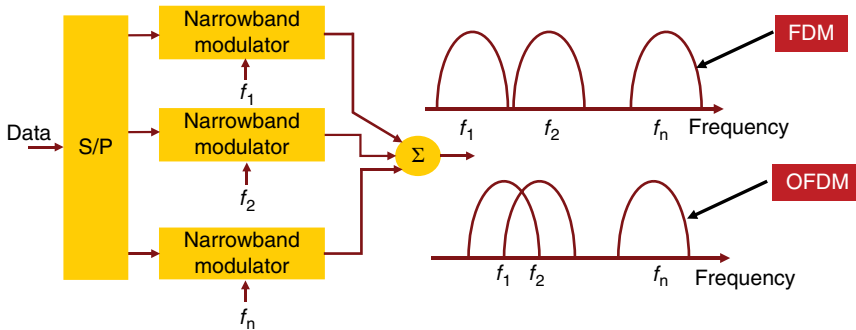 Data
S/P
Narrowband
modulator
f1
Narrowband
modulator
f2
Narrowband
modulator
fn
Σ
FDM
f1 f2 fn Frequency
OFDM
f1 f2 fn Frequency